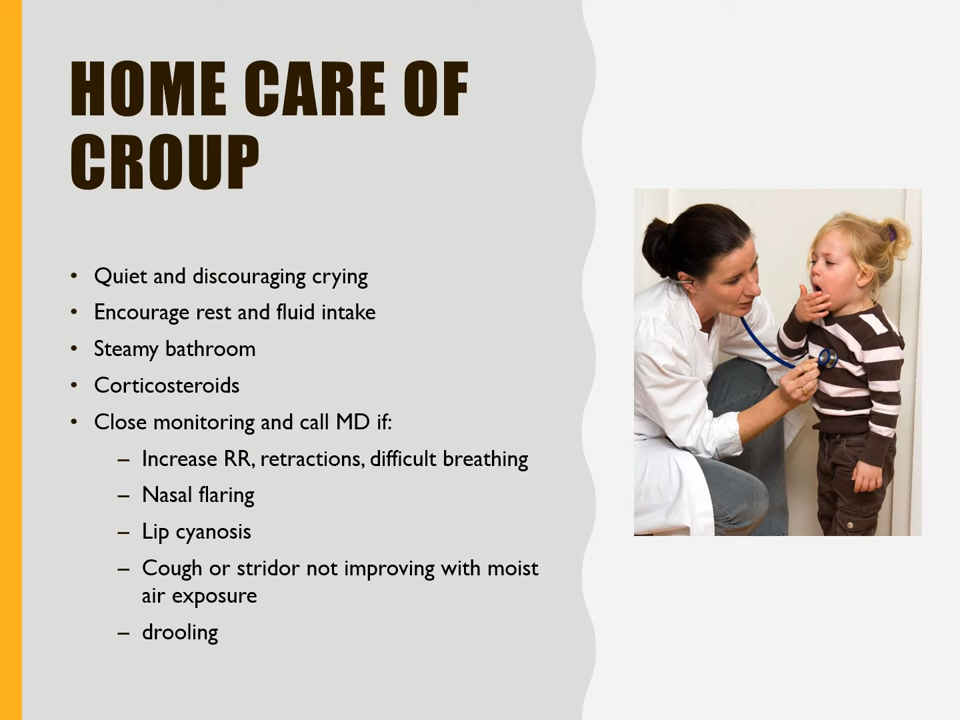 HOME CARE OF
CROUP
• Quiet and discouraging crying
• Encourage rest and fluid intake
• Steamy bathroom
• Corticosteroids
• Close monitoring and call MD if:
– Increase RR, retractions, difficult breathing
– Nasal flaring
– Lip cyanosis
– Cough or stridor not improving with moist
air exposure
– drooling